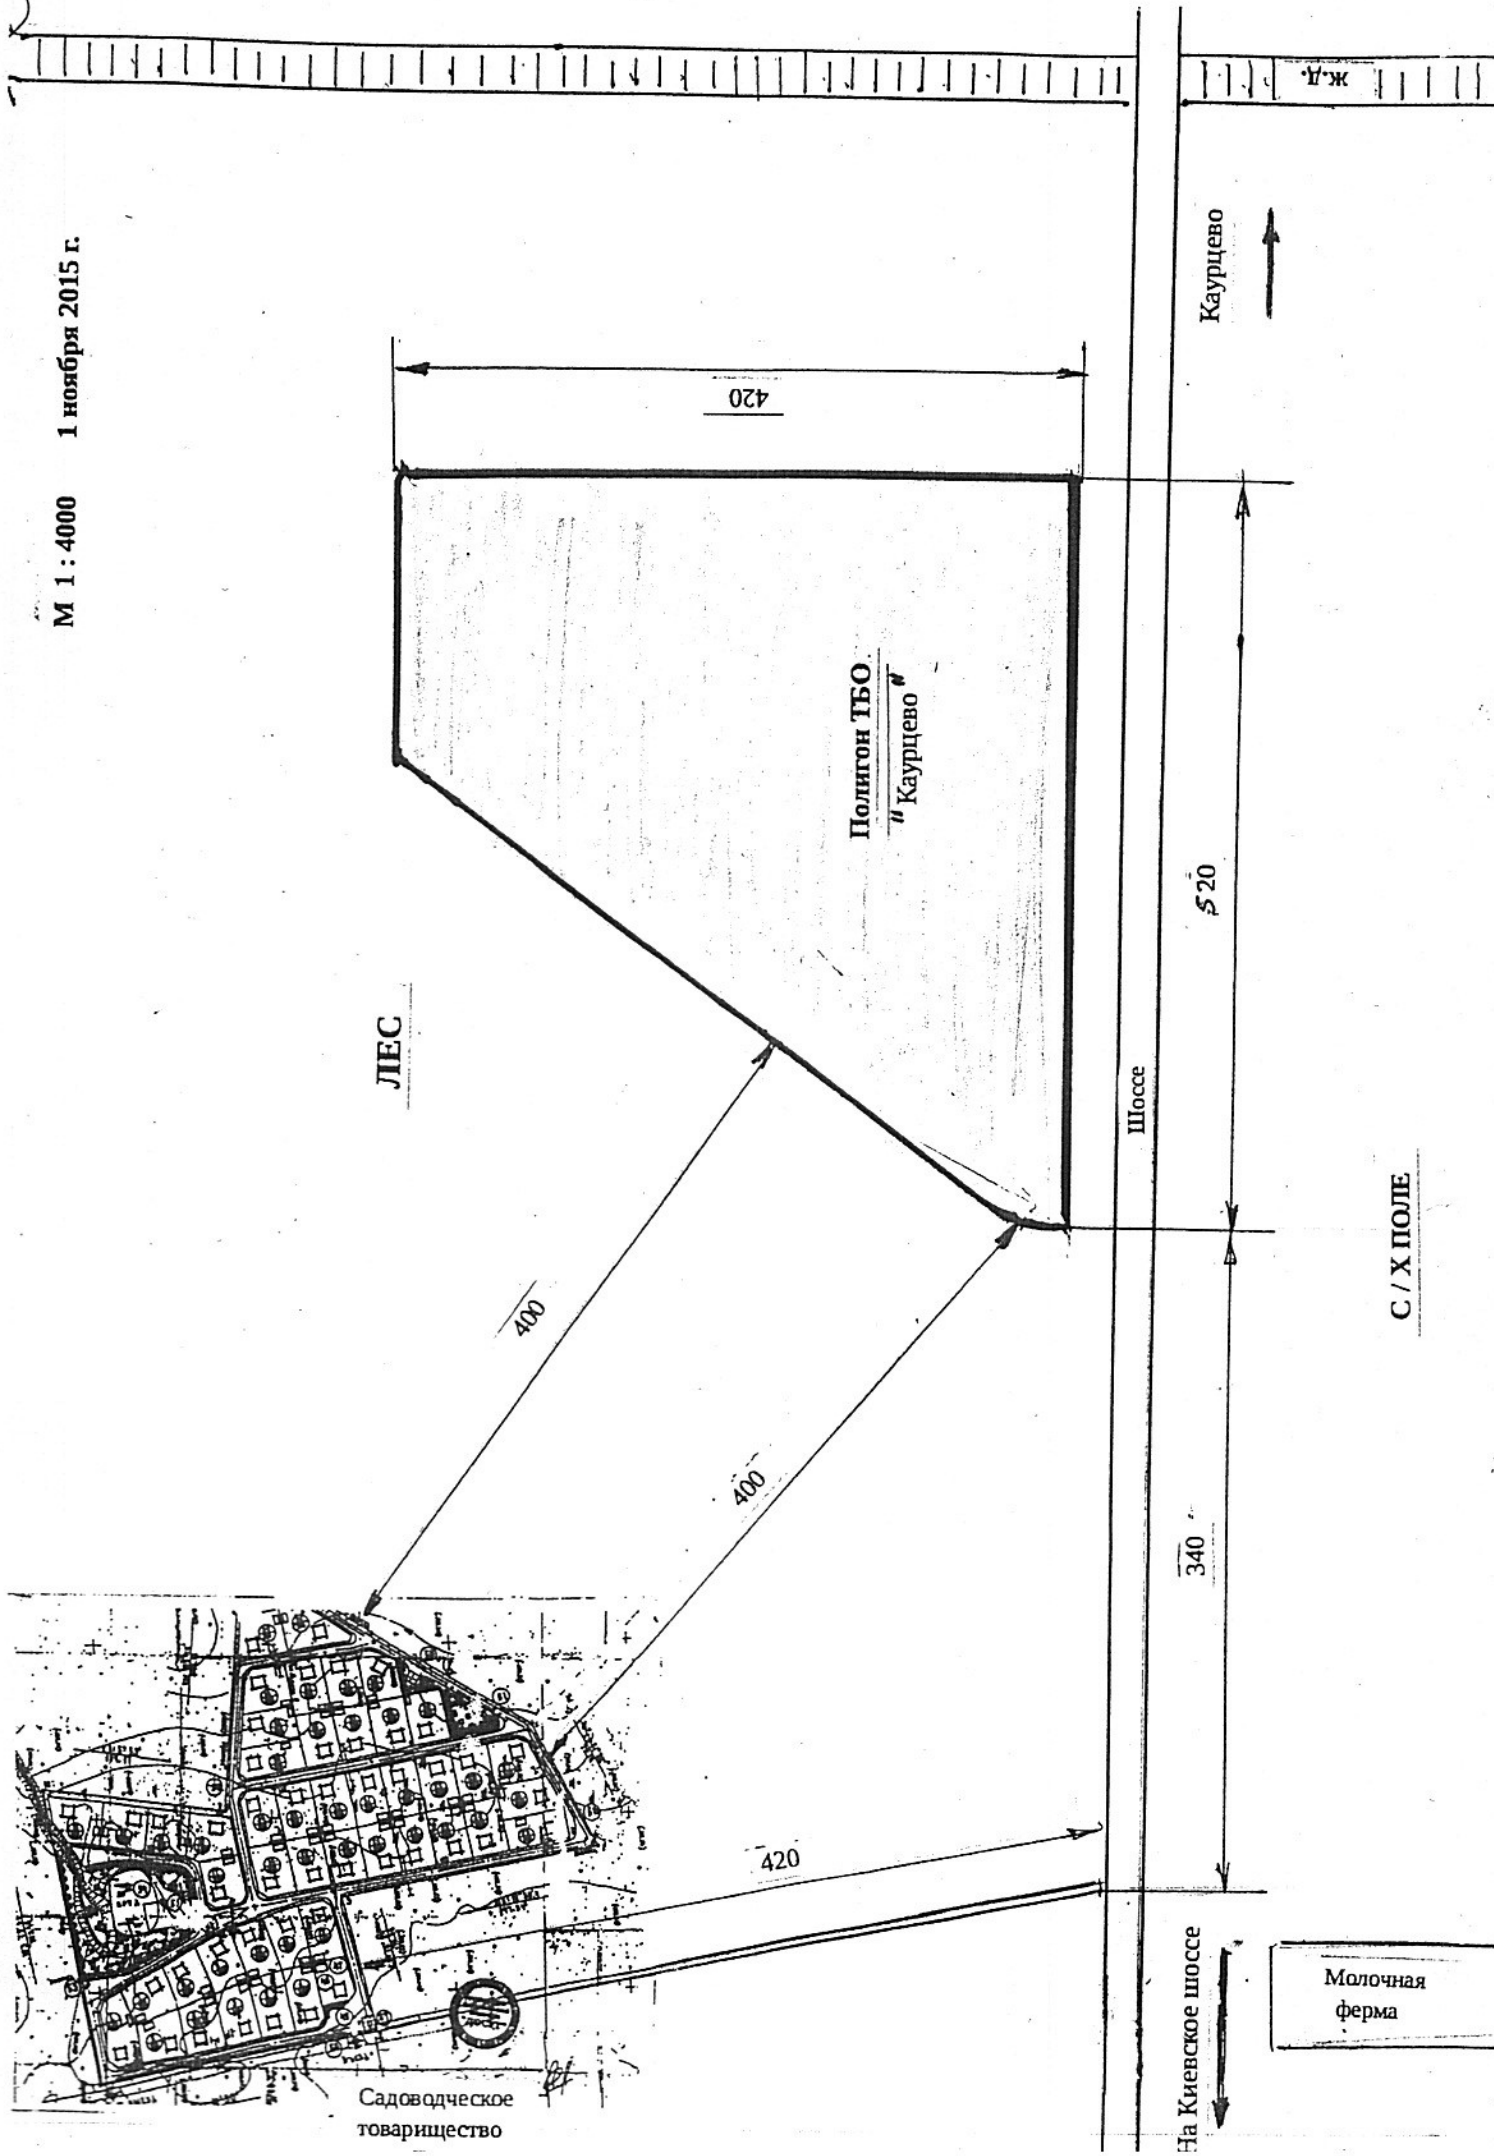 М 1 : 4000 1 ноября 2015 г.
ж.д.
Каурцево
420
Полигон ТБО
"Каурцево"
ЛЕС
Шоссе
520
С / Х ПОЛЕ
400
400
340
420
На Киевское шоссе
Молочная
ферма
Садоводческое
товарищество